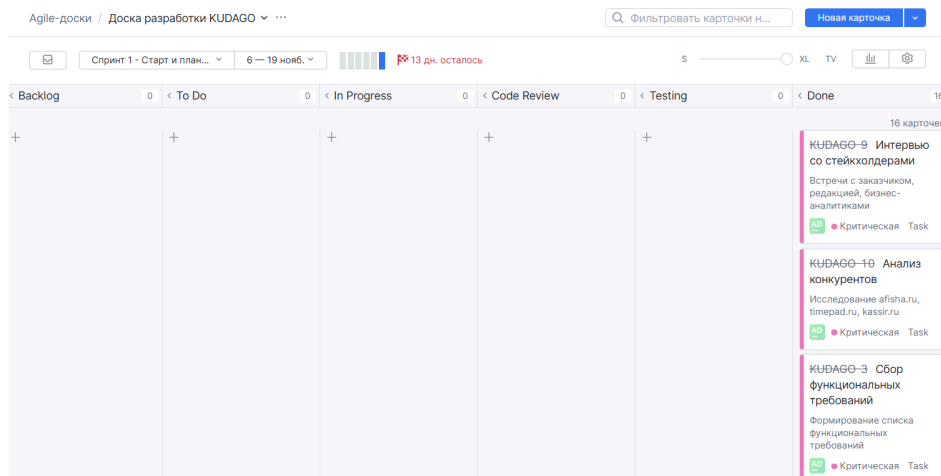 Agile-доски / Доска разработки KUDAGO
Фильтровать карточки н...
Новая карточка
Спринт 1 - Старт и план...
6 — 19 нояб.
13 дн. осталось
S
XL
TV
Backlog 0
To Do 0
In Progress 0
Code Review 0
Testing 0
Done 16
16 карточек
KUDAGO-9 Интервью
со стейкхолдерами
Встречи с заказчиком,
редакцией, бизнес-
аналитиками
AD Критическая Task
KUDAGO-10 Анализ
конкурентов
Исследование afisha.ru,
timepad.ru, kassir.ru
AD Критическая Task
KUDAGO-3 Сбор
функциональных
требований
Формирование списка
функциональных
требований
AD Критическая Task